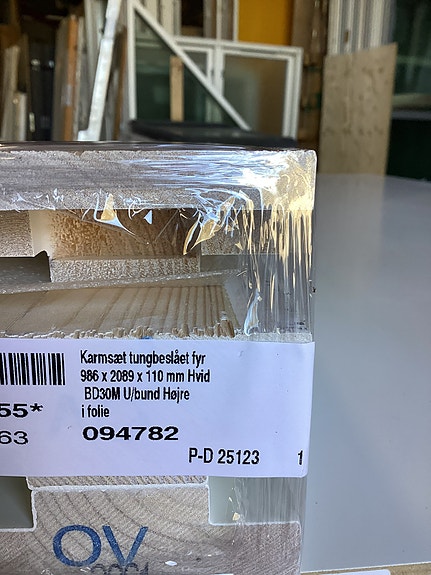 Karmsæt tungbeslået fyr
986 x 2089 x 110 mm Hvid
BD30M U/bund Højre
i folie
55*
63
094782
P-D 25123
1
OV